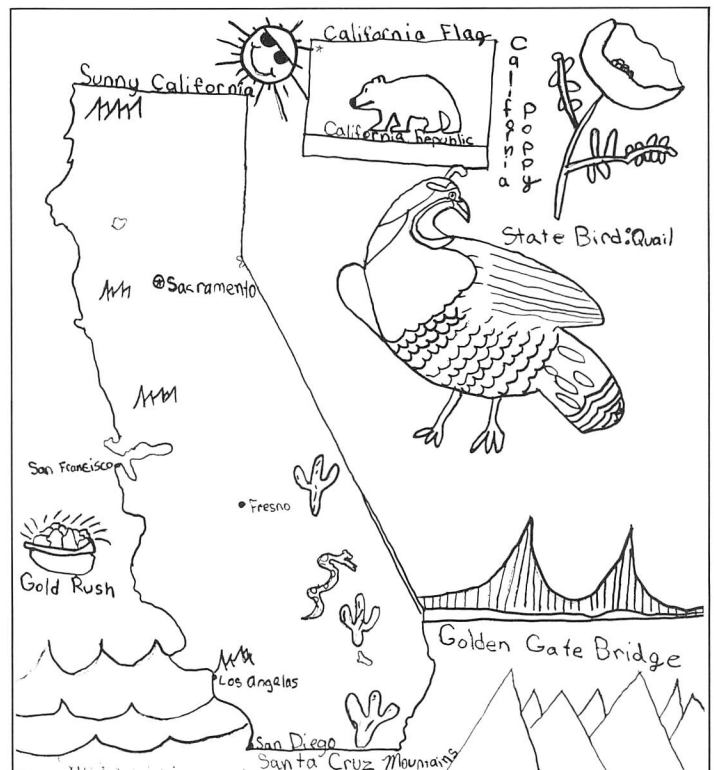 California Flag
Sunny California
California Republic
California
Poppy
State Bird: Quail
Sacramento
San Francisco
Fresno
Gold Rush
Golden Gate Bridge
Los Angalas
San Diego
Santa Cruz Mountains